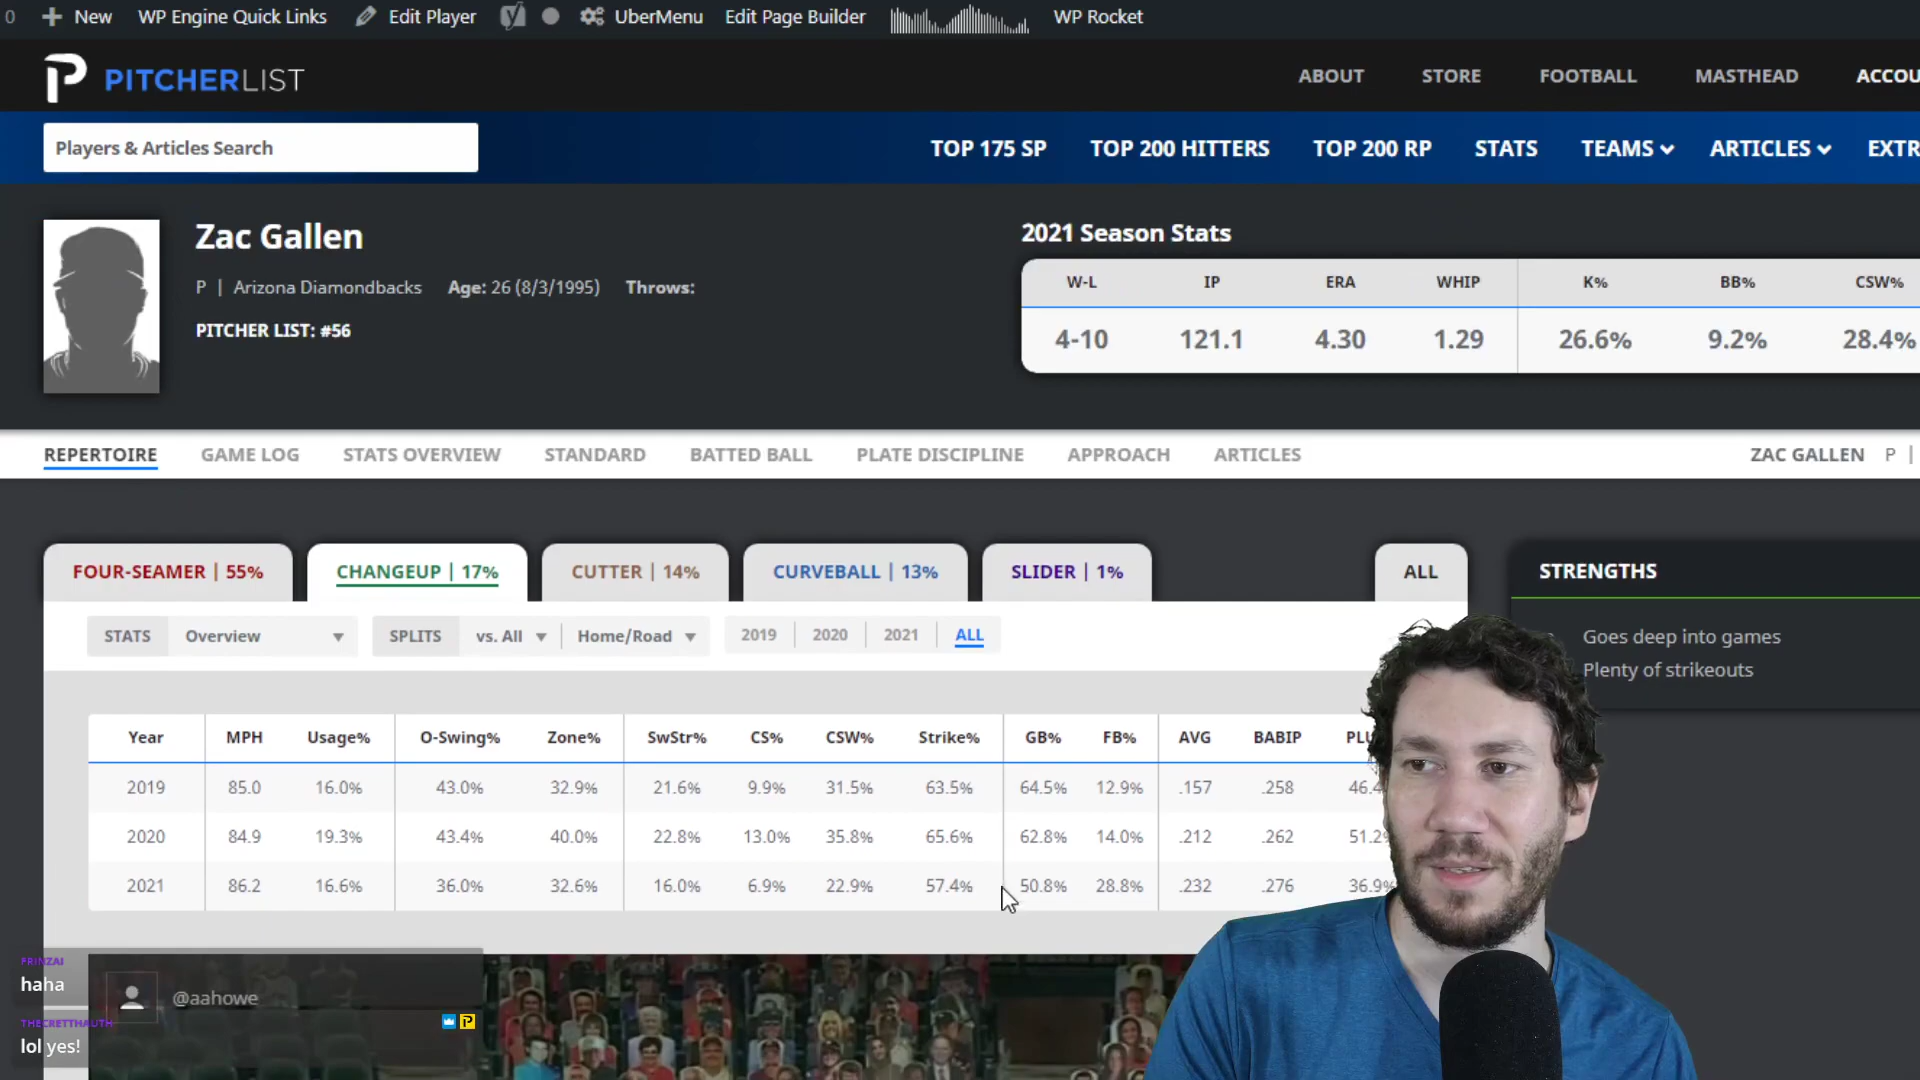 0 New WP Engine Quick Links Edit Player UberMenu Edit Page Builder WP Rocket
PITCHERLIST ABOUT STORE FOOTBALL MASTHEAD ACCOU
Players & Articles Search TOP 175 SP TOP 200 HITTERS TOP 200 RP STATS TEAMS ARTICLES EXTR
Zac Gallen
P | Arizona Diamondbacks Age: 26 (8/3/1995) Throws:
PITCHER LIST: #56
2021 Season Stats
W-L IP ERA WHIP K% BB% CSW%
4-10 121.1 4.30 1.29 26.6% 9.2% 28.4%
REPERTOIRE GAME LOG STATS OVERVIEW STANDARD BATTED BALL PLATE DISCIPLINE APPROACH ARTICLES ZAC GALLEN P |
FOUR-SEAMER | 55% CHANGEUP | 17% CUTTER | 14% CURVEBALL | 13% SLIDER | 1% ALL
STATS Overview SPLITS vs. All Home/Road 2019 2020 2021 ALL
Year MPH Usage% O-Swing% Zone% SwStr% CS% CSW% Strike% GB% FB% AVG BABIP PLU
2019 85.0 16.0% 43.0% 32.9% 21.6% 9.9% 31.5% 63.5% 64.5% 12.9% .157 .258 46.4
2020 84.9 19.3% 43.4% 40.0% 22.8% 13.0% 35.8% 65.6% 62.8% 14.0% .212 .262 51.2%
2021 86.2 16.6% 36.0% 32.6% 16.0% 6.9% 22.9% 57.4% 50.8% 28.8% .232 .276 36.9%
STRENGTHS
Goes deep into games
Plenty of strikeouts
FRINZAI
haha
@aahowe
THECRETTHAUTH
lol yes!